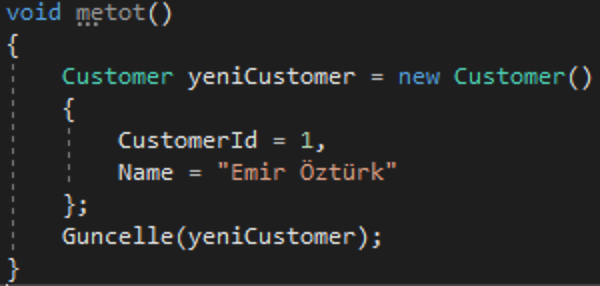 void metot()
{
Customer yeniCustomer = new Customer()
{
CustomerId = 1,
Name = "Emir Öztürk"
};
Guncelle(yeniCustomer);
}